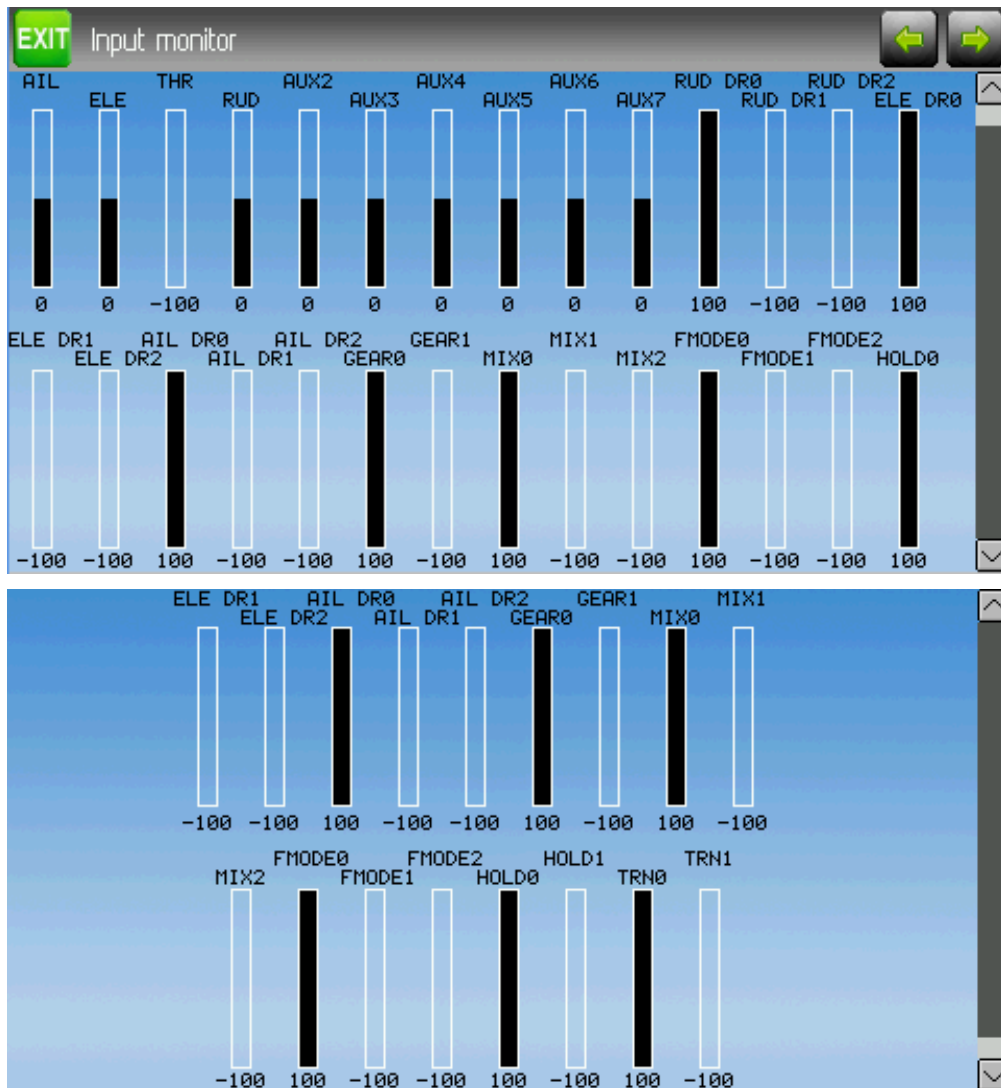 EXIT Input monitor
AIL THR AUX2 AUX4 AUX6 RUD DR0 RUD DR2
ELE RUD AUX3 AUX5 AUX7 RUD DR1 ELE DR0
0 0 -100 0 0 0 0 0 0 0 100 -100 -100 100
ELE DR1 AIL DR0 AIL DR2 GEAR1 MIX1 FMODE0 FMODE2
ELE DR2 AIL DR1 GEAR0 MIX0 MIX2 FMODE1 HOLD0
-100 -100 100 -100 -100 100 -100 100 -100 -100 100 -100 -100 100
ELE DR1 AIL DR0 AIL DR2 GEAR1 MIX1
ELE DR2 AIL DR1 GEAR0 MIX0
-100 -100 100 -100 -100 100 -100 100 -100
FMODE0 FMODE2 HOLD1 TRN1
MIX2 FMODE1 HOLD0 TRN0
-100 100 -100 -100 100 -100 100 -100